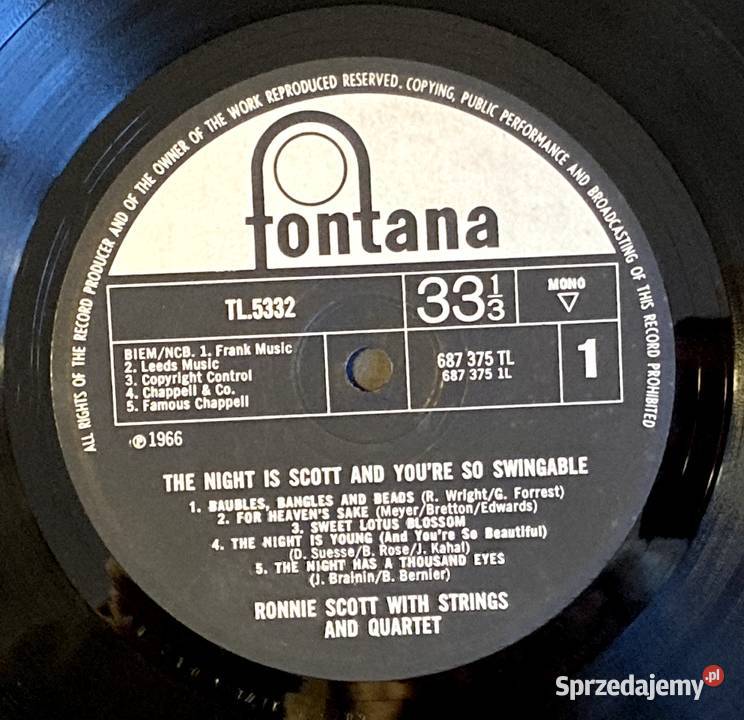 ALL RIGHTS OF THE RECORD PRODUCER AND OF THE OWNER OF THE WORK REPRODUCED RESERVED. COPYING, PUBLIC PERFORMANCE AND BROADCASTING OF THIS RECORD PROHIBITED
fontana
TL.5332
33 1/3
MONO
BIEM/NCB. 1. Frank Music
2. Leeds Music
3. Copyright Control
4. Chappell & Co.
5. Famous Chappell
687 375 TL
687 375 1L
1
℗ 1966
THE NIGHT IS SCOTT AND YOU'RE SO SWINGABLE
1. BAUBLES, BANGLES AND BEADS (R. Wright/G. Forrest)
2. FOR HEAVEN'S SAKE (Meyer/Bretton/Edwards)
3. SWEET LOTUS BLOSSOM
4. THE NIGHT IS YOUNG (And You're So Beautiful)
(D. Suesse/B. Rose/J. Kahal)
5. THE NIGHT HAS A THOUSAND EYES
(J. Brainin/B. Bernier)
RONNIE SCOTT WITH STRINGS
AND QUARTET
Sprzedajemy.pl